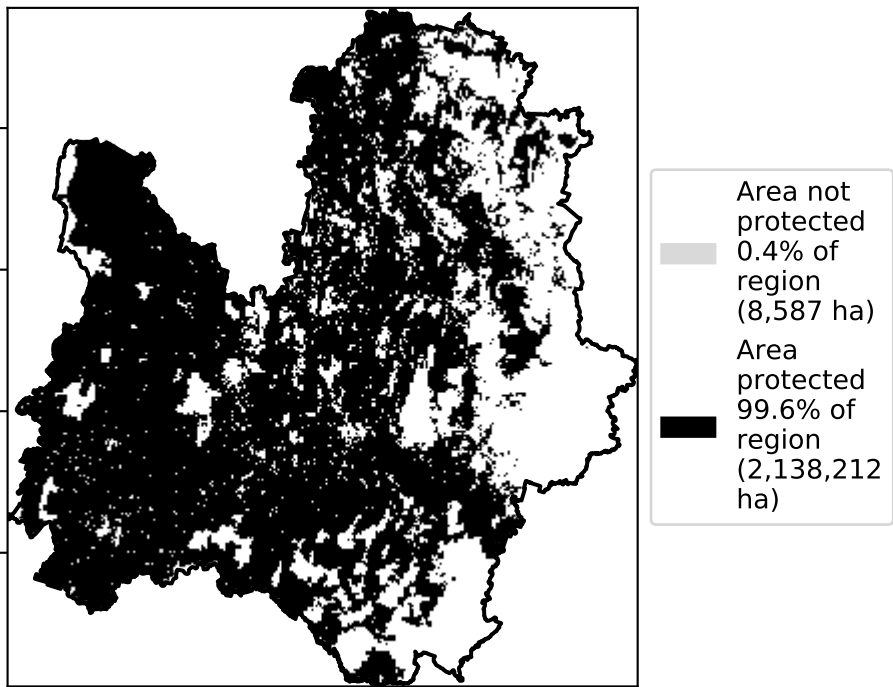 Area not
protected
0.4% of
region
(8,587 ha)
Area
protected
99.6% of
region
(2,138,212
ha)